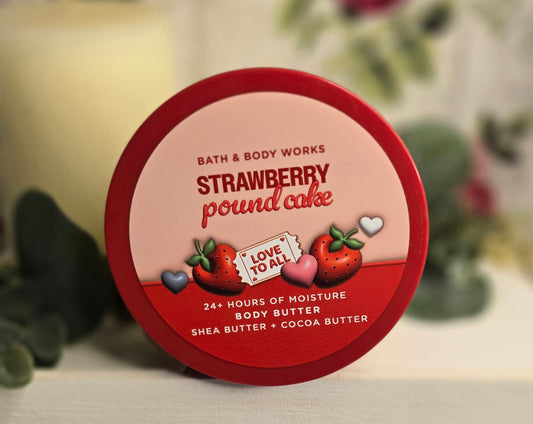 BATH & BODY WORKS
STRAWBERRY
pound cake
LOVE
TO ALL
24+ HOURS OF MOISTURE
BODY BUTTER
SHEA BUTTER + COCOA BUTTER